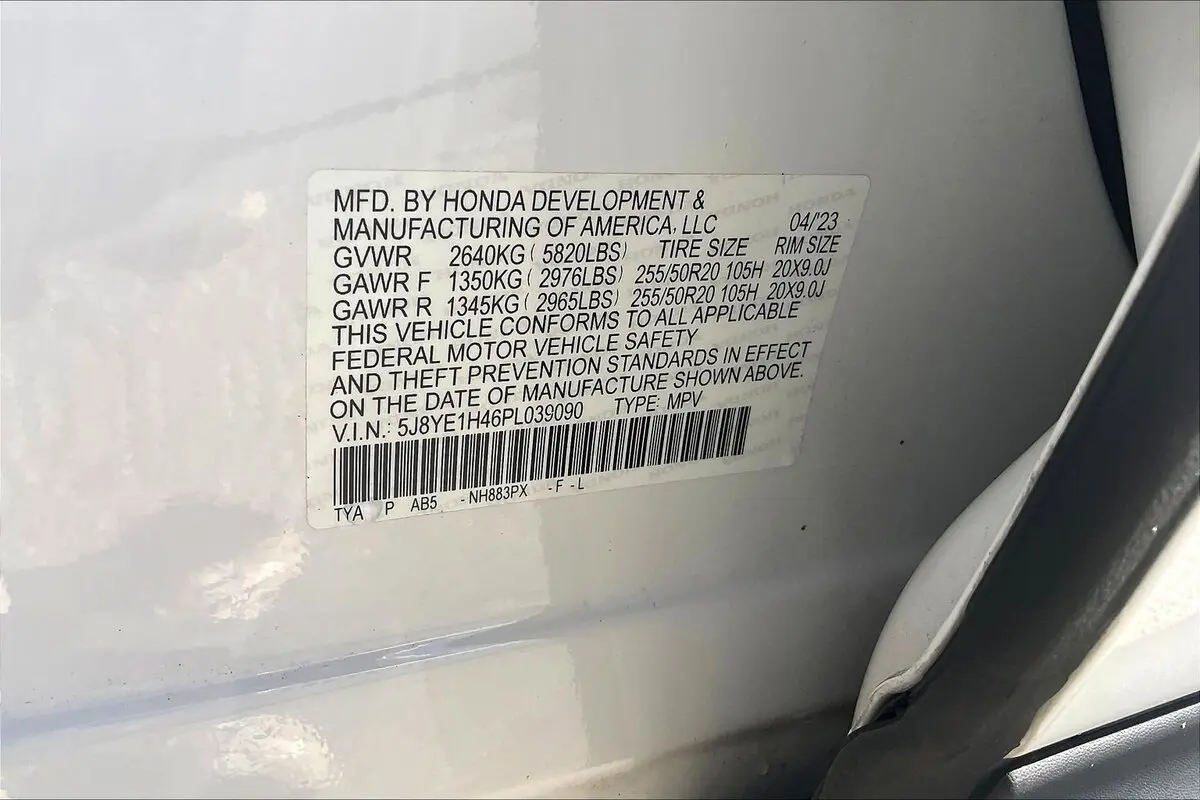 MFD. BY HONDA DEVELOPMENT &
MANUFACTURING OF AMERICA, LLC 04/'23
GVWR 2640KG ( 5820LBS) TIRE SIZE RIM SIZE
GAWR F 1350KG ( 2976LBS) 255/50R20 105H 20X9.0J
GAWR R 1345KG ( 2965LBS) 255/50R20 105H 20X9.0J
THIS VEHICLE CONFORMS TO ALL APPLICABLE
FEDERAL MOTOR VEHICLE SAFETY
AND THEFT PREVENTION STANDARDS IN EFFECT
ON THE DATE OF MANUFACTURE SHOWN ABOVE.
V.I.N.: 5J8YE1H46PL039090 TYPE: MPV
TYA P AB5 -NH883PX -F -L